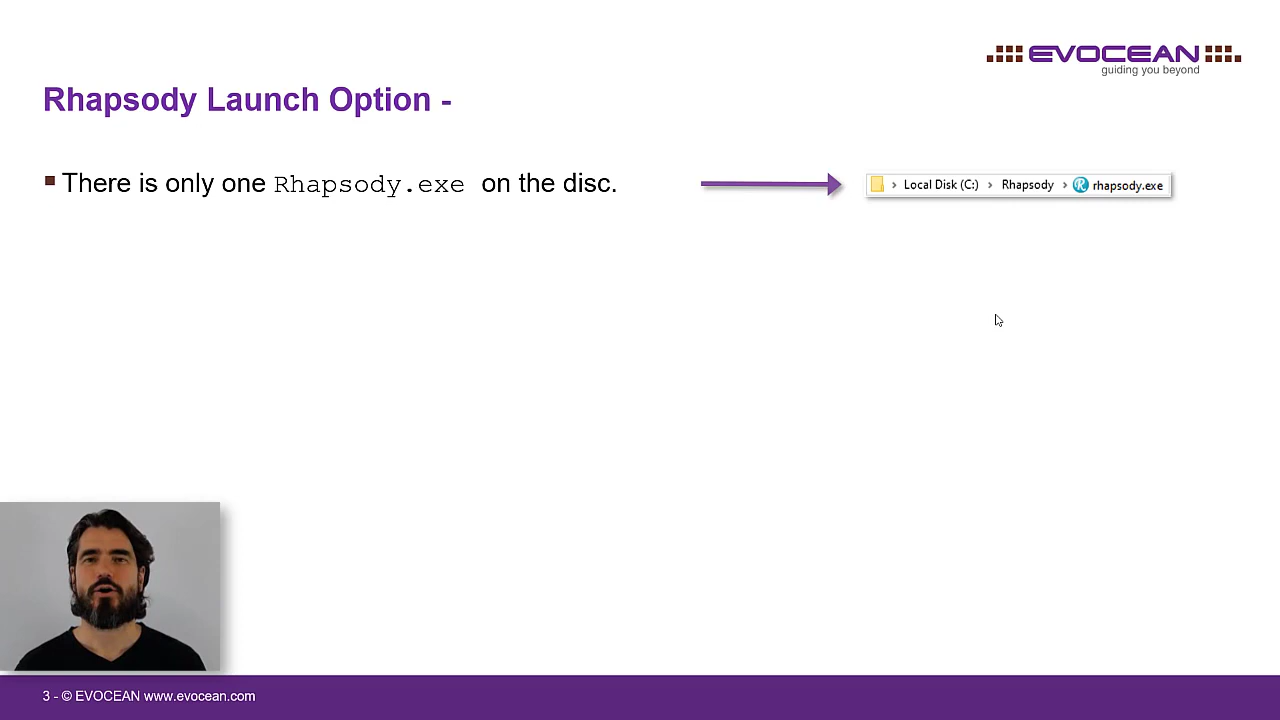 EVOCEAN
guiding you beyond
Rhapsody Launch Option -
There is only one Rhapsody.exe on the disc.
Local Disk (C:) › Rhapsody › rhapsody.exe
3 - © EVOCEAN www.evocean.com